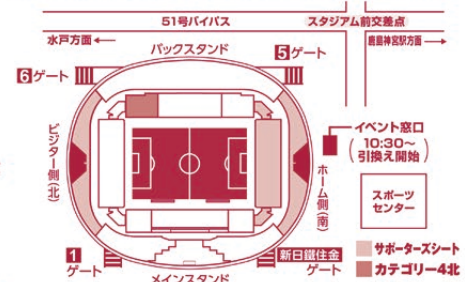 51号バイパス
スタジアム前交差点
水戸方面←
鹿島神宮駅方面→
バックスタンド
6ゲート
5ゲート
ビジター側(北)
ホーム側(南)
イベント窓口
(10:30〜
引換え開始)
スポーツ
センター
サポーターズシート
カテゴリー4北
1
ゲート
メインスタンド
新日鐵住金
ゲート